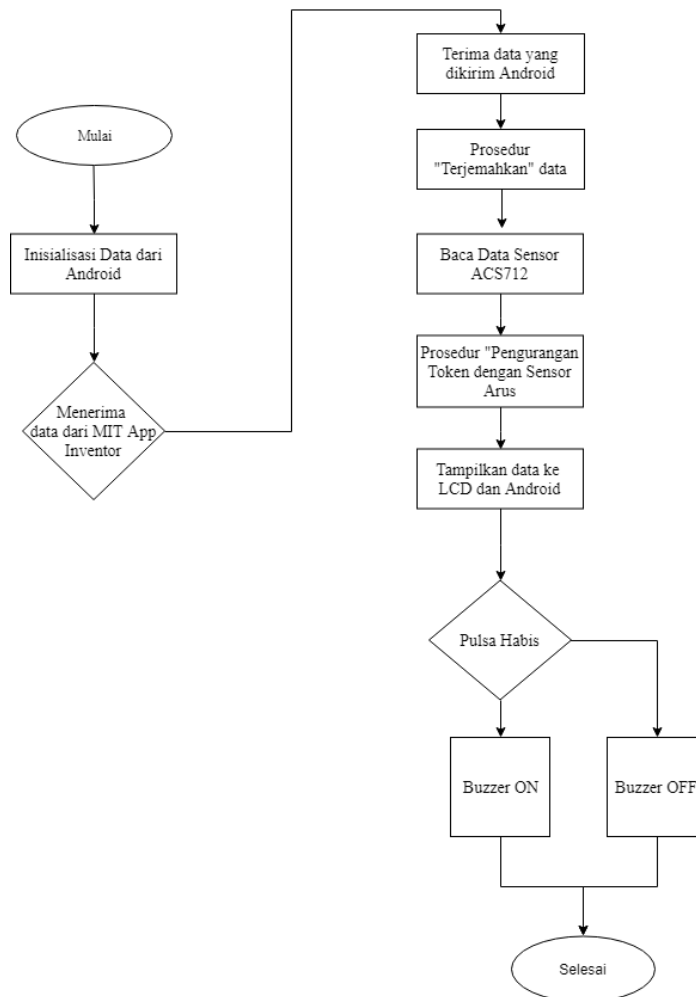 Mulai
Inisialisasi Data dari
Android
Menerima
data dari MIT App
Inventor
Terima data yang
dikirim Android
Prosedur
"Terjemahkan" data
Baca Data Sensor
ACS712
Prosedur "Pengurangan
Token dengan Sensor
Arus
Tampilkan data ke
LCD dan Android
Pulsa Habis
Buzzer ON
Buzzer OFF
Selesai